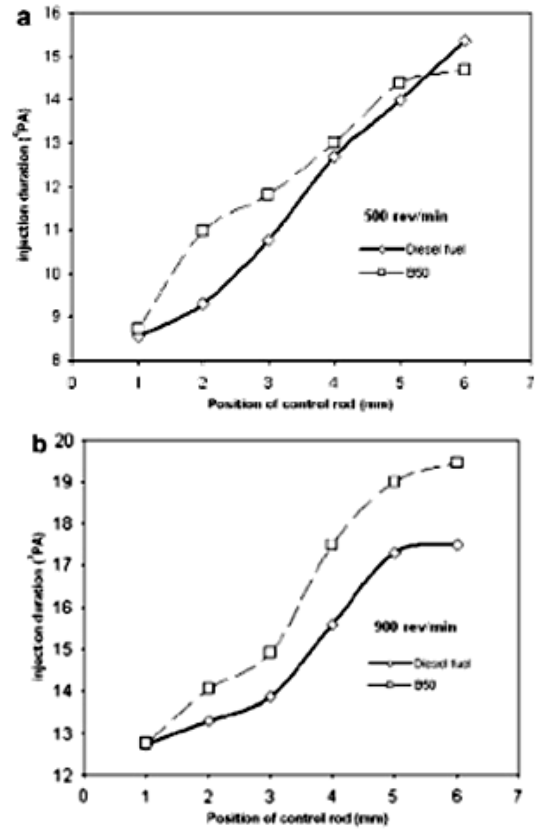 a
16
15
14
13
12
11
10
9
8
injection duration (°PA)
500 rev/min
Diesel fuel
B50
0 1 2 3 4 5 6 7
Position of control rod (mm)
b
20
19
18
17
16
15
14
13
12
injection duration (°PA)
900 rev/min
Diesel fuel
B50
0 1 2 3 4 5 6 7
Position of control rod (mm)